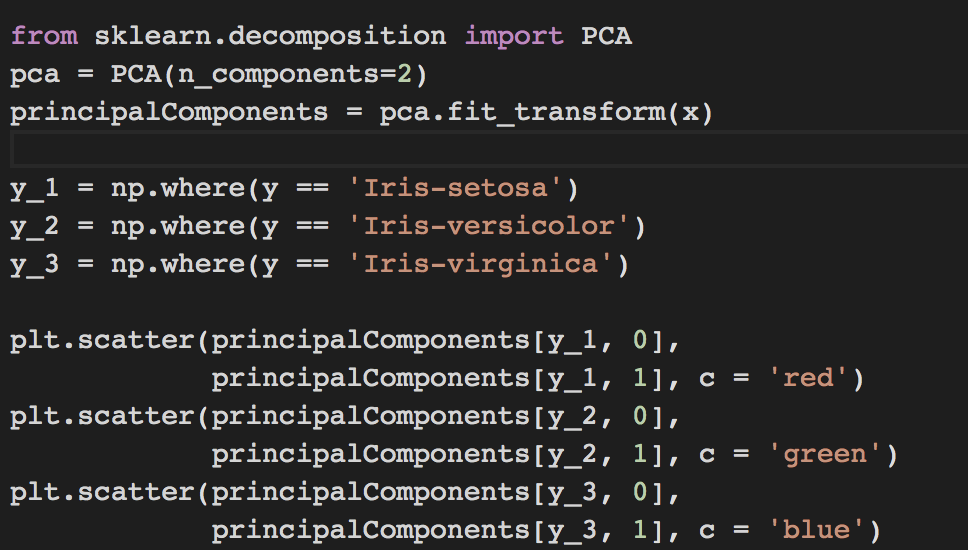 from sklearn.decomposition import PCA
pca = PCA(n_components=2)
principalComponents = pca.fit_transform(x)
y_1 = np.where(y == 'Iris-setosa')
y_2 = np.where(y == 'Iris-versicolor')
y_3 = np.where(y == 'Iris-virginica')
plt.scatter(principalComponents[y_1, 0],
            principalComponents[y_1, 1], c = 'red')
plt.scatter(principalComponents[y_2, 0],
            principalComponents[y_2, 1], c = 'green')
plt.scatter(principalComponents[y_3, 0],
            principalComponents[y_3, 1], c = 'blue')